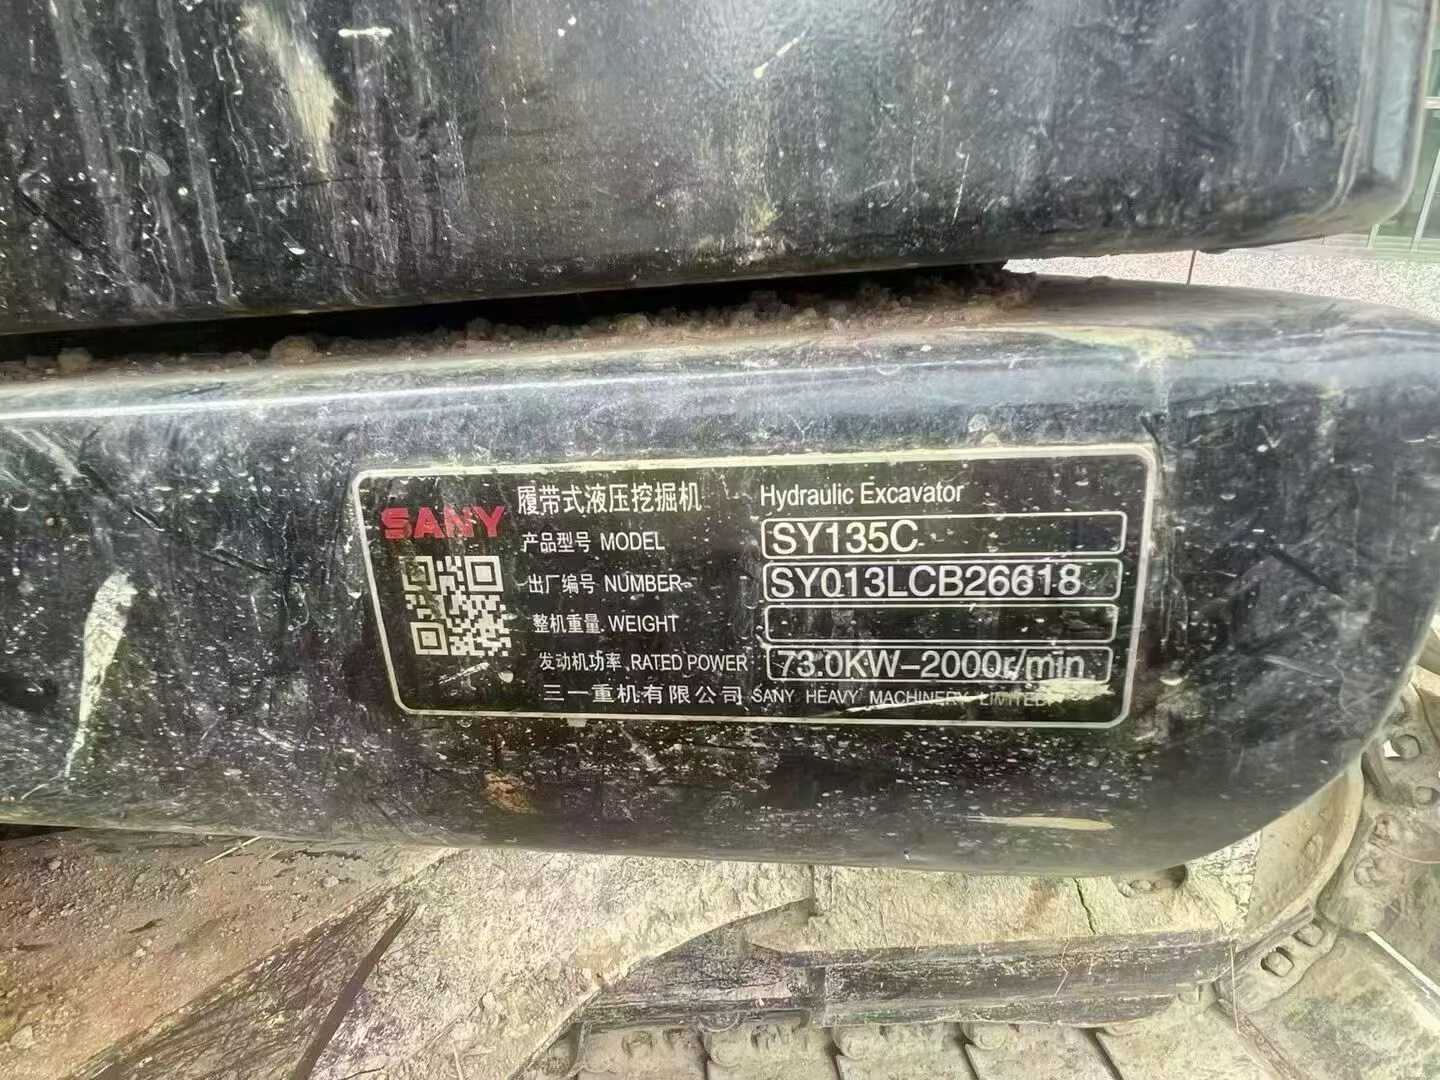 SANY
履带式液压挖掘机 Hydraulic Excavator
产品型号 MODEL SY135C
出厂编号 NUMBER SY013LCB26618
整机重量 WEIGHT
发动机功率 RATED POWER 73.0KW-2000r/min
三一重机有限公司 SANY HEAVY MACHINERY LIMITED